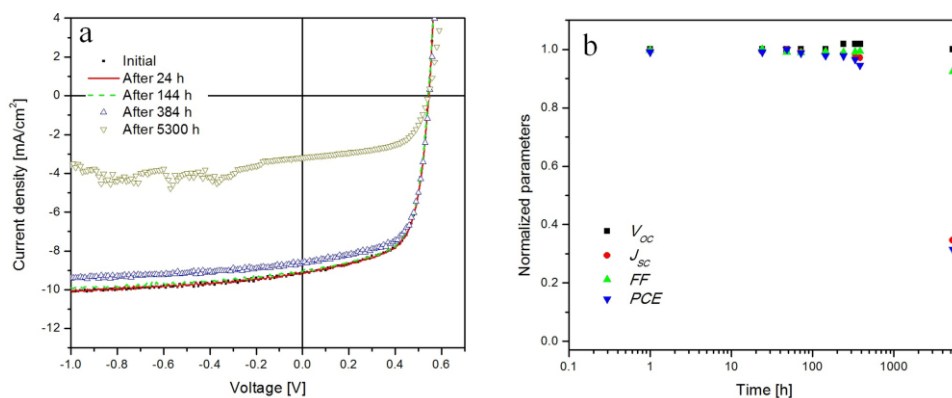 a
Initial
After 24 h
After 144 h
After 384 h
After 5300 h
4
2
0
-2
-4
-6
-8
-10
-12
Current density [mA/cm²]
-1.0 -0.8 -0.6 -0.4 -0.2 0.0 0.2 0.4 0.6
Voltage [V]
b
1.0
0.8
0.6
0.4
0.2
0.0
Normalized parameters
V_OC
J_SC
FF
PCE
0.1 1 10 100 1000
Time [h]